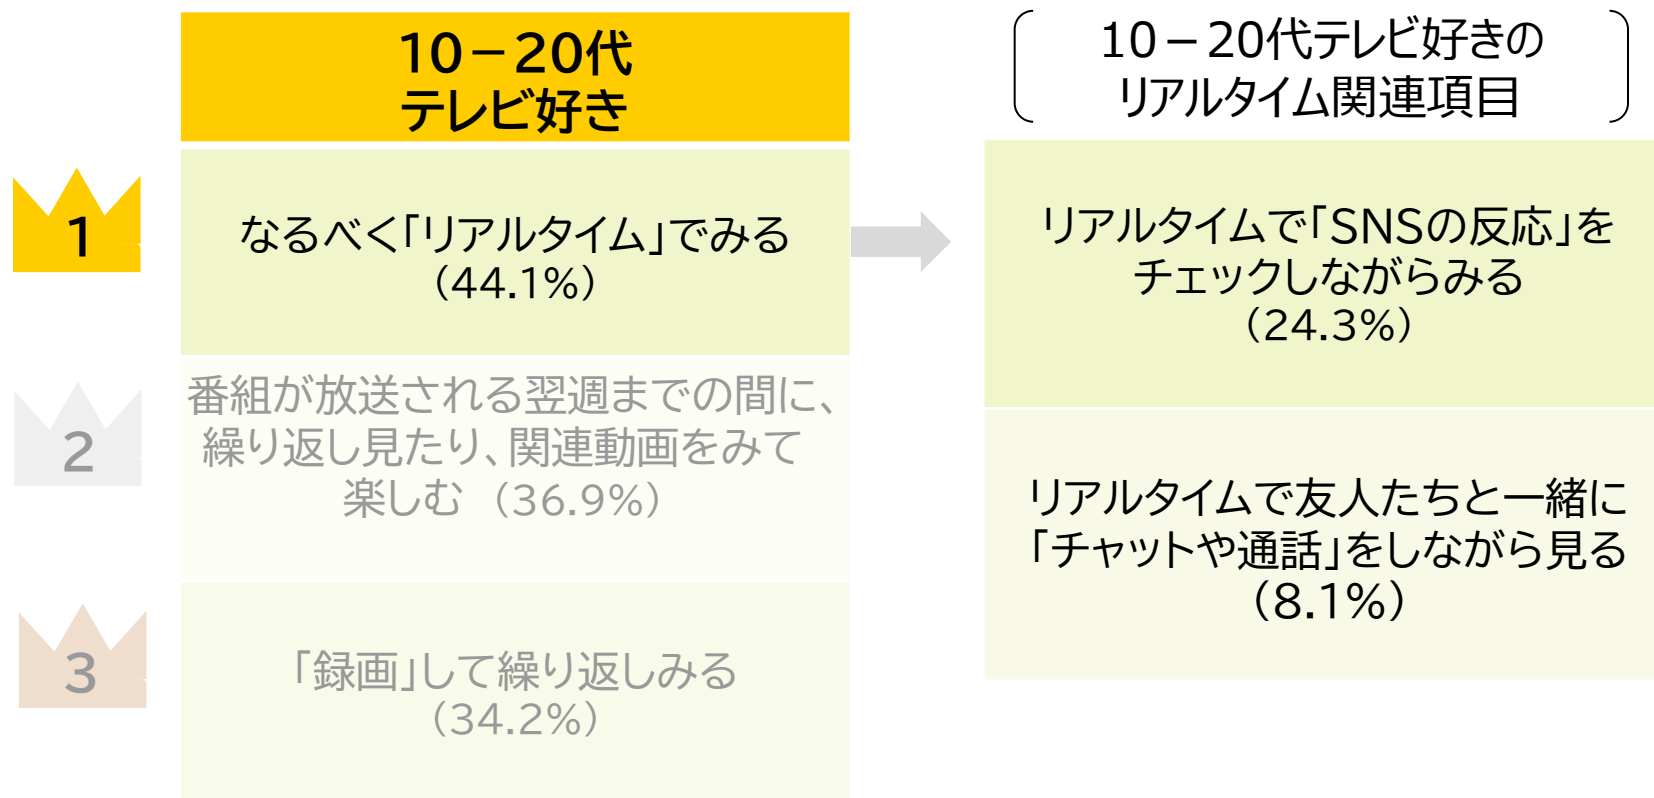 10－20代
テレビ好き
1
なるべく「リアルタイム」でみる
（44.1%）
2
番組が放送される翌週までの間に、
繰り返し見たり、関連動画をみて
楽しむ （36.9%）
3
「録画」して繰り返しみる
（34.2%）
10－20代テレビ好きの
リアルタイム関連項目
リアルタイムで「SNSの反応」を
チェックしながらみる
（24.3%）
リアルタイムで友人たちと一緒に
「チャットや通話」をしながら見る
（8.1%）